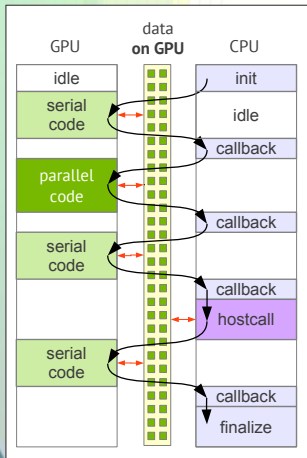 GPU
data
on GPU
CPU
idle
init
serial
code
idle
callback
parallel
code
callback
serial
code
callback
hostcall
serial
code
callback
finalize